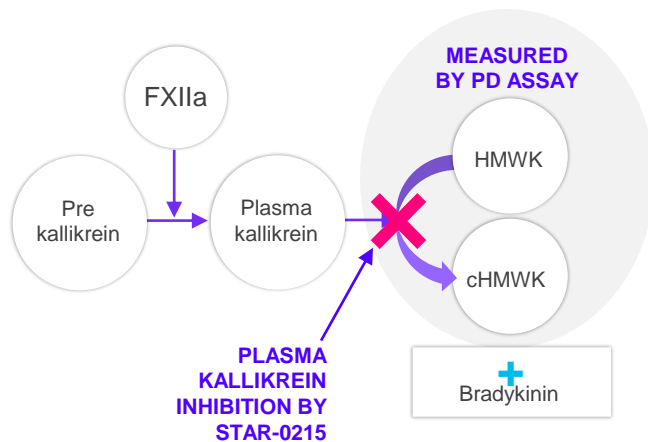 MEASURED
BY PD ASSAY
FXIIa
HMWK
Pre
kallikrein
Plasma
kallikrein
cHMWK
PLASMA
KALLIKREIN
INHIBITION BY
STAR-0215
Bradykinin